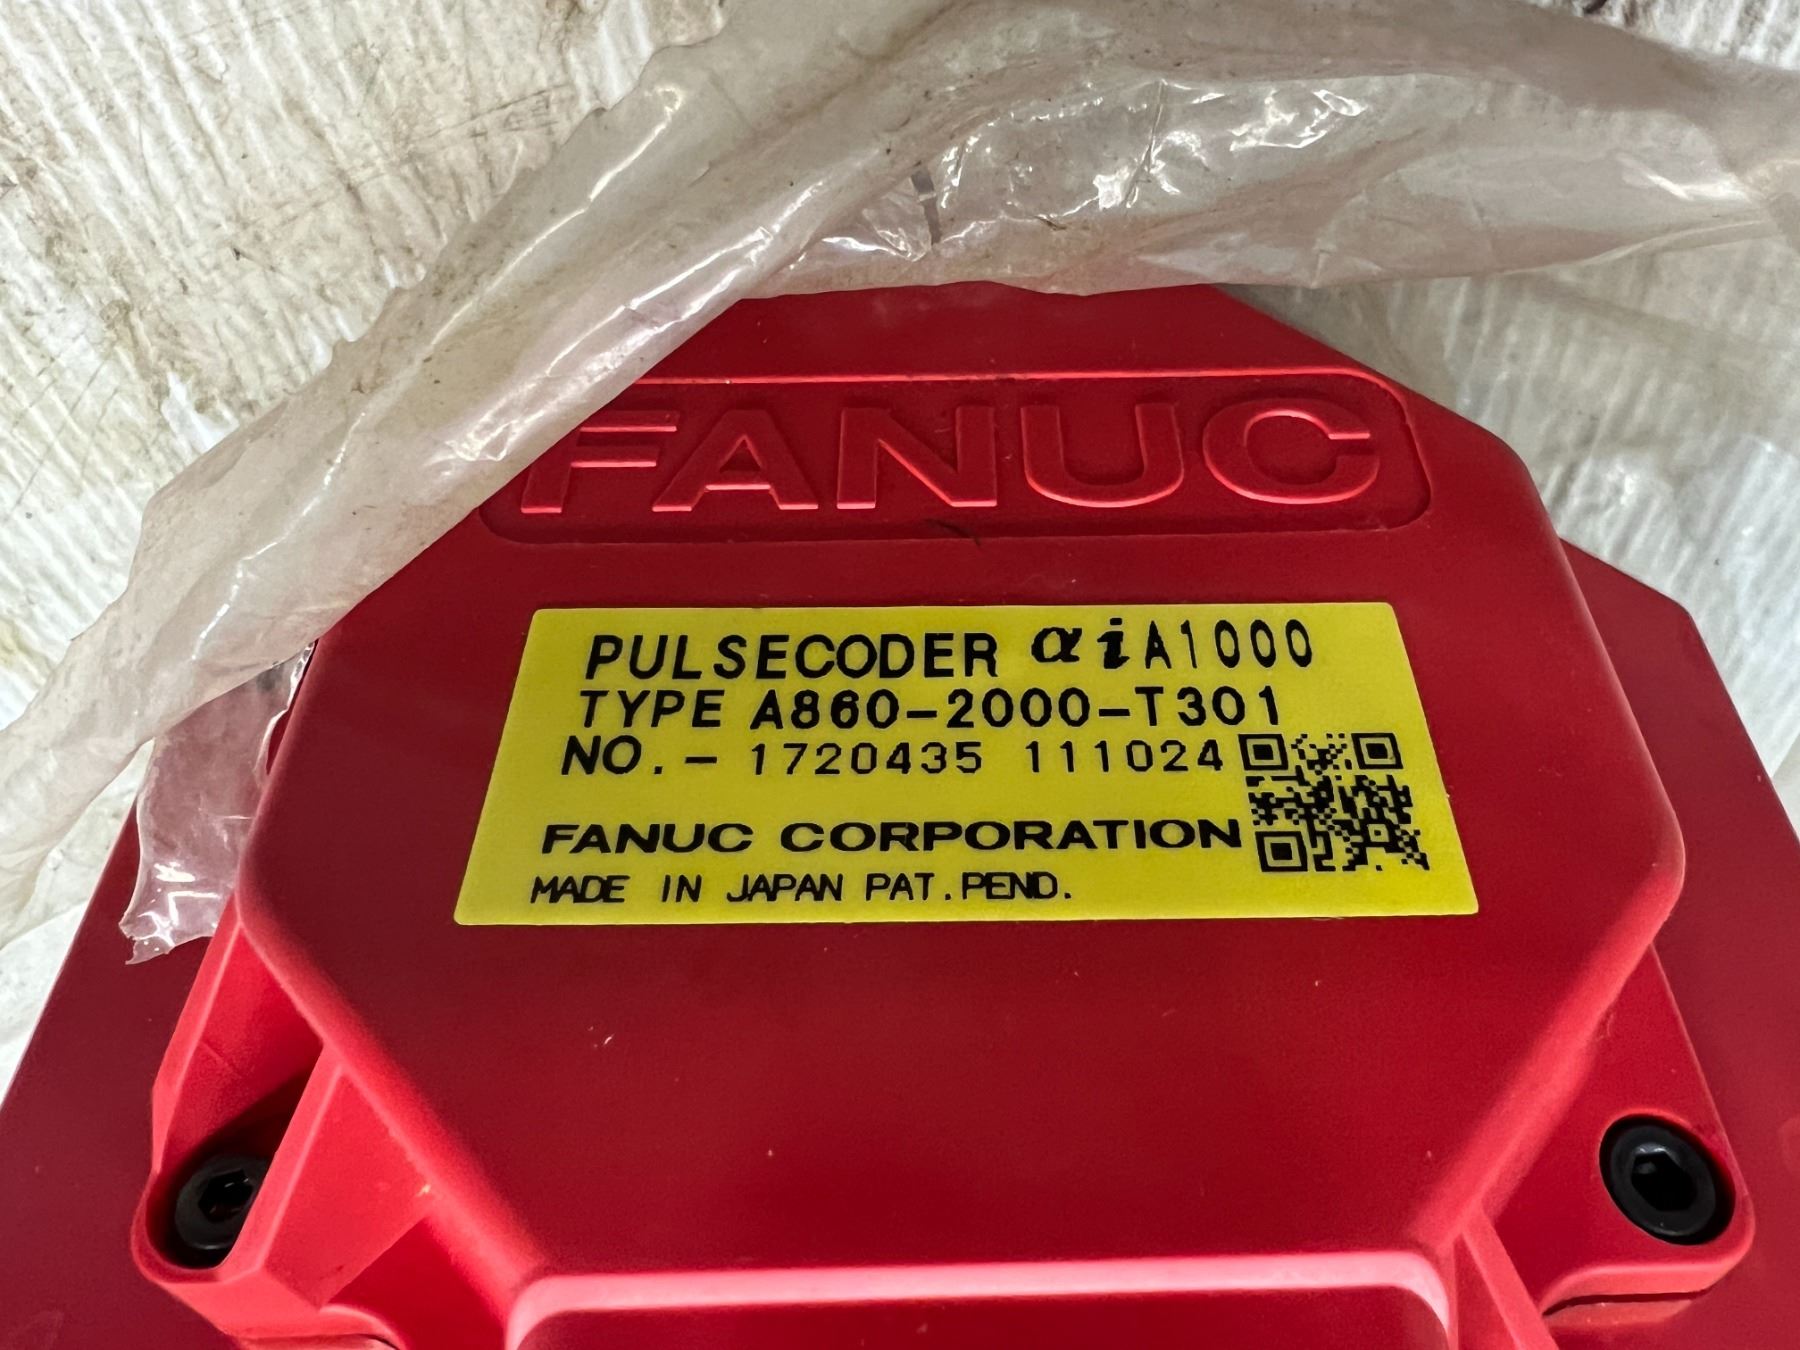 FANUC
PULSECODER αiA1000
TYPE A860-2000-T301
NO.- 1720435 111024
FANUC CORPORATION
MADE IN JAPAN PAT.PEND.